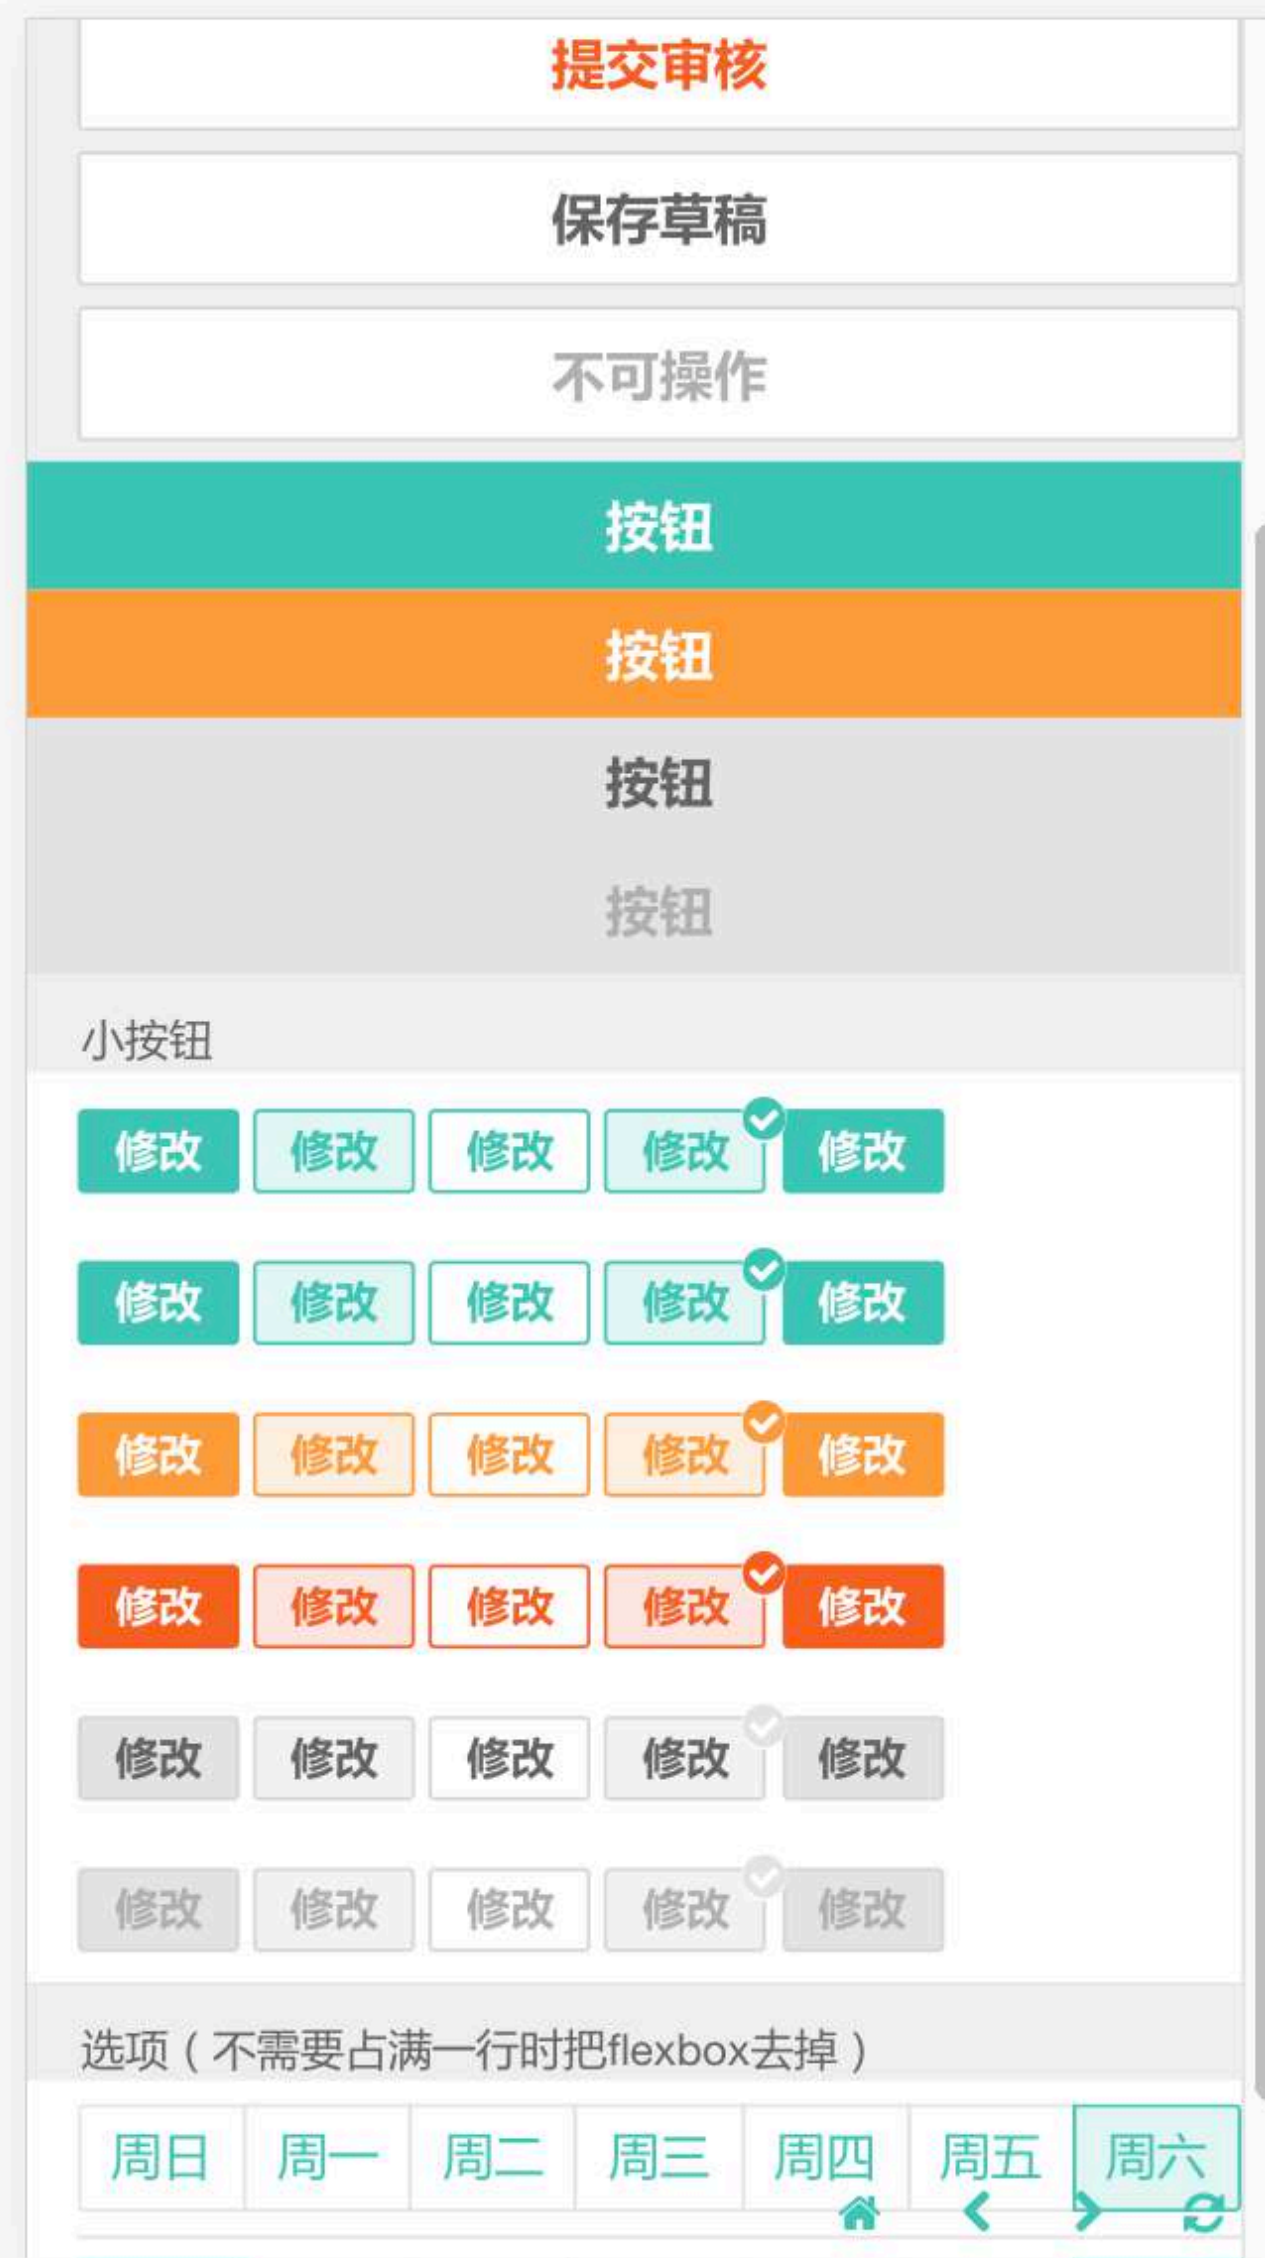 提交审核
保存草稿
不可操作
按钮
按钮
按钮
按钮
小按钮
修改 修改 修改 修改 修改
修改 修改 修改 修改 修改
修改 修改 修改 修改 修改
修改 修改 修改 修改 修改
修改 修改 修改 修改 修改
修改 修改 修改 修改 修改
选项（不需要占满一行时把flexbox去掉）
周日 周一 周二 周三 周四 周五 周六